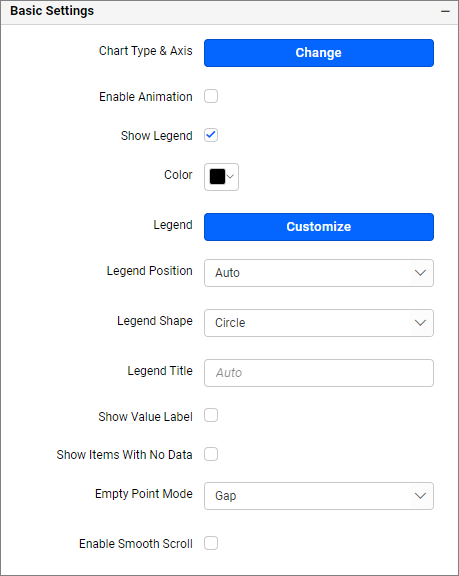 Basic Settings
Chart Type & Axis Change
Enable Animation
Show Legend
Color
Legend Customize
Legend Position Auto
Legend Shape Circle
Legend Title Auto
Show Value Label
Show Items With No Data
Empty Point Mode Gap
Enable Smooth Scroll